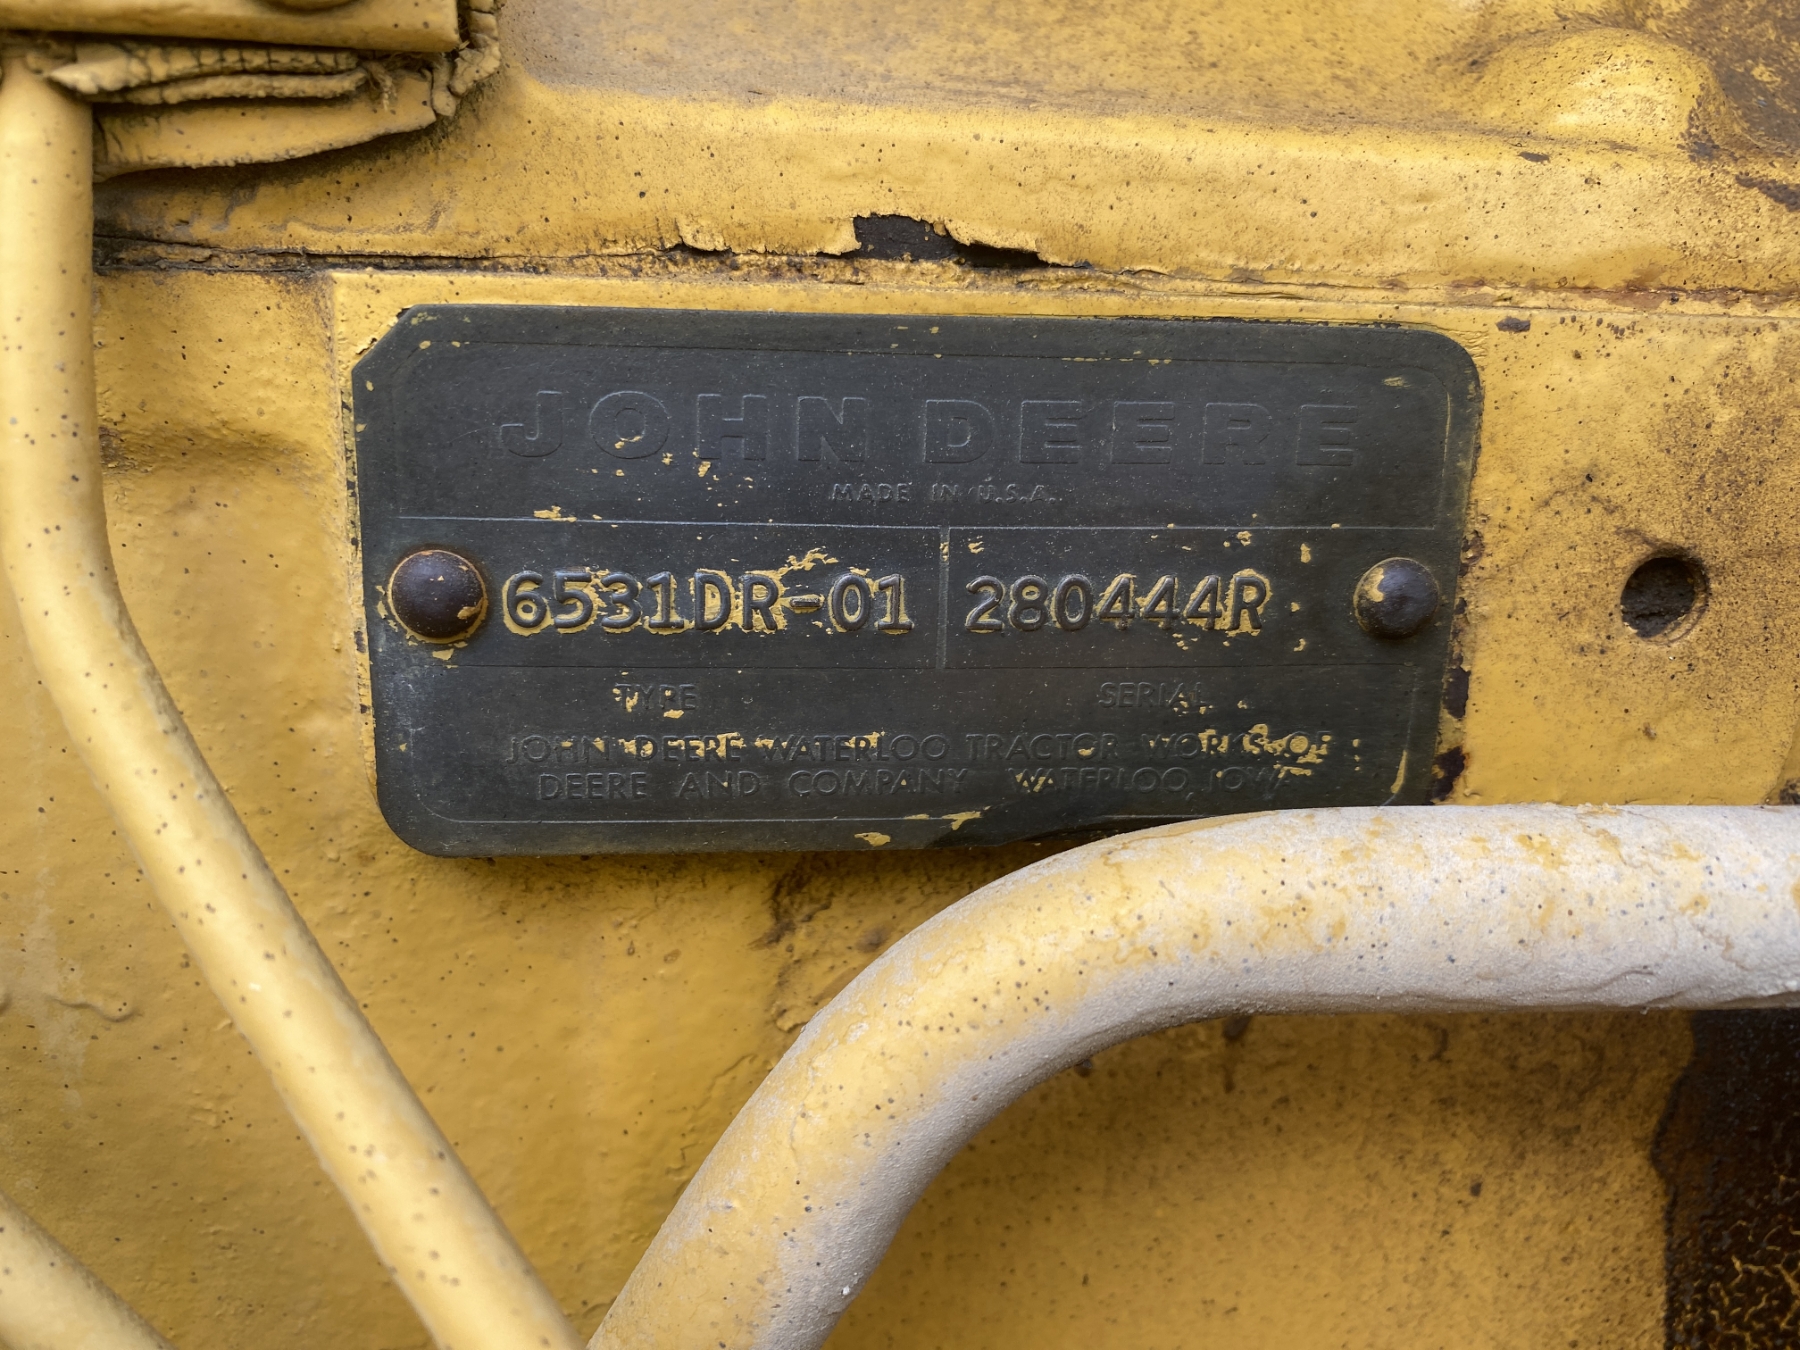 JOHN DEERE
MADE IN U.S.A.
6531DR-01 280444R
TYPE SERIAL
JOHN DEERE WATERLOO TRACTOR WORKS OF
DEERE AND COMPANY WATERLOO, IOWA